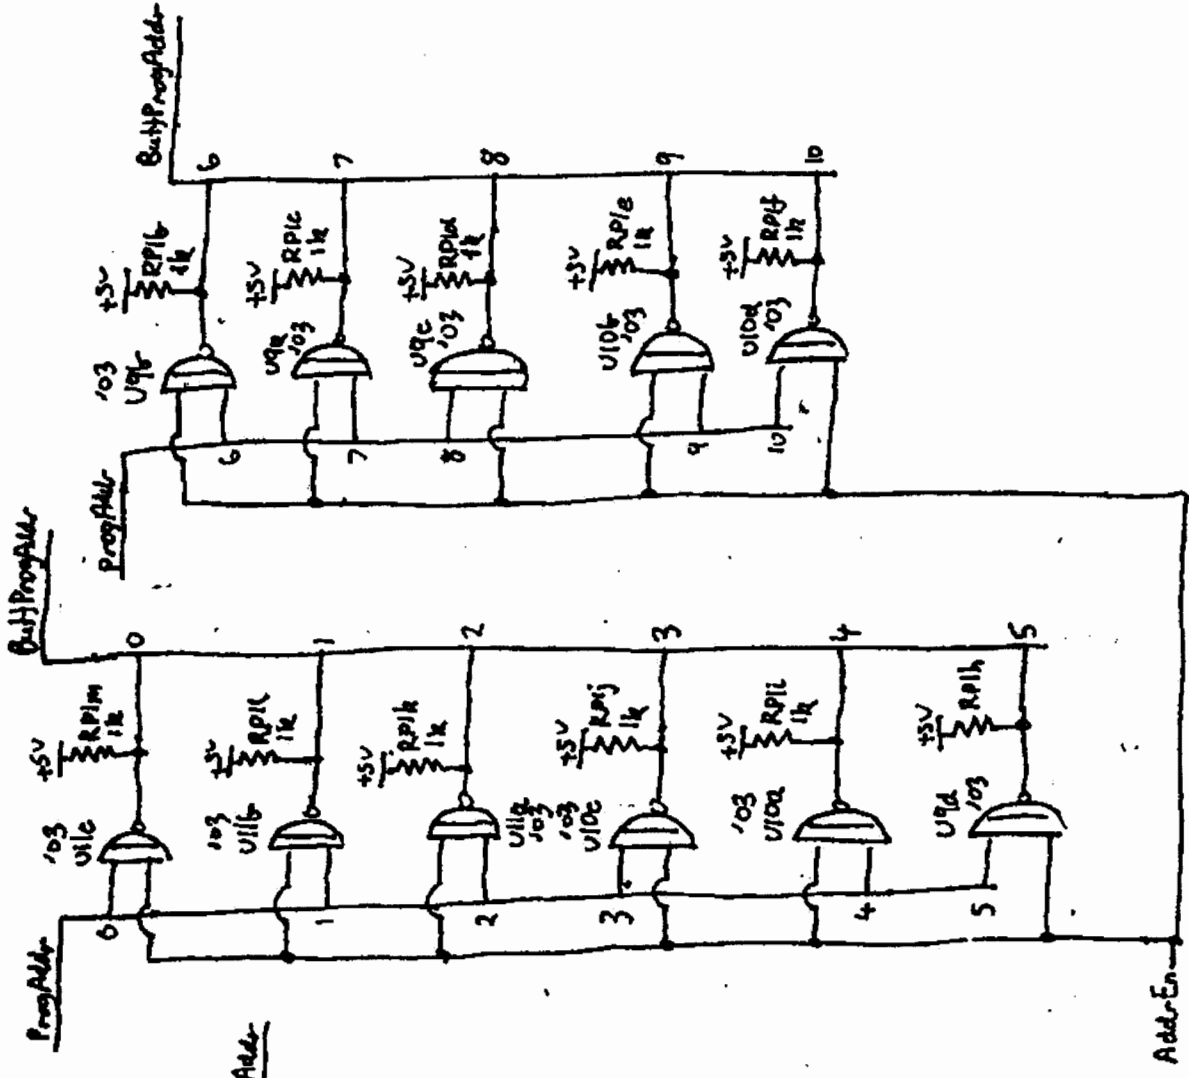 BuffProgAddr
6
7
8
9
10
+5V
RP1b
1k
+5V
RP1c
1k
+5V
RP1d
1k
+5V
RP1e
1k
+5V
RP1f
1k
'03
U9b
U9a
'03
U9c
'03
U10b
'03
U10d
'03
ProgAddr
6
7
8
9
10
BuffProgAddr
0
1
2
3
4
5
+5V
RP1m
1k
+5V
RP1l
1k
+5V
RP1k
1k
+5V
RP1j
1k
+5V
RP1i
1k
+5V
RP1h
'03
U11c
'03
U11b
U11a
'03
'03
U10c
'03
U10a
U9d
'03
ProgAddr
0
1
2
3
4
5
Addr
AddrEn